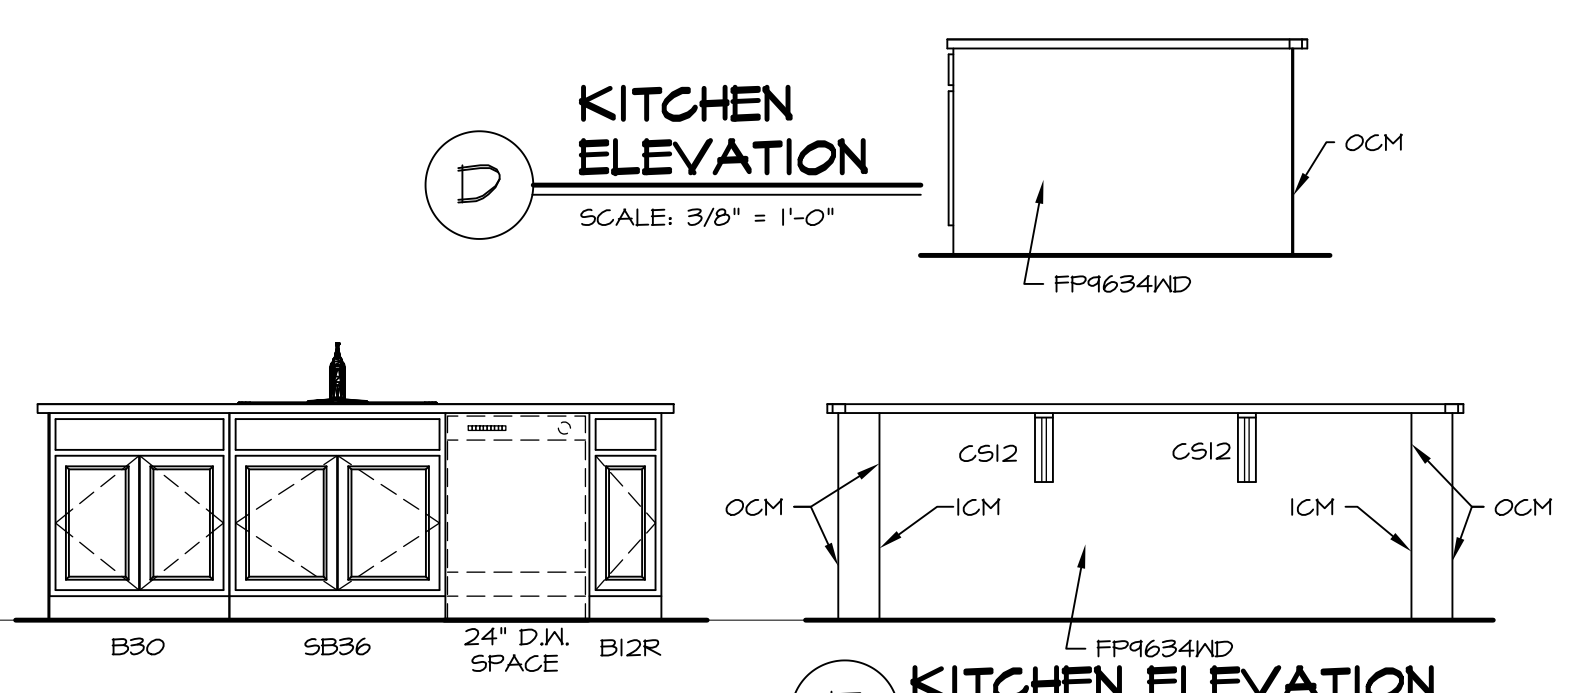 KITCHEN
ELEVATION
D
SCALE: 3/8" = 1'-0"
OCM
FP9634WD
B30
SB36
24" D.W.
SPACE
B12R
CS12
CS12
OCM
ICM
ICM
OCM
FP9634WD
KITCHEN ELEVATION